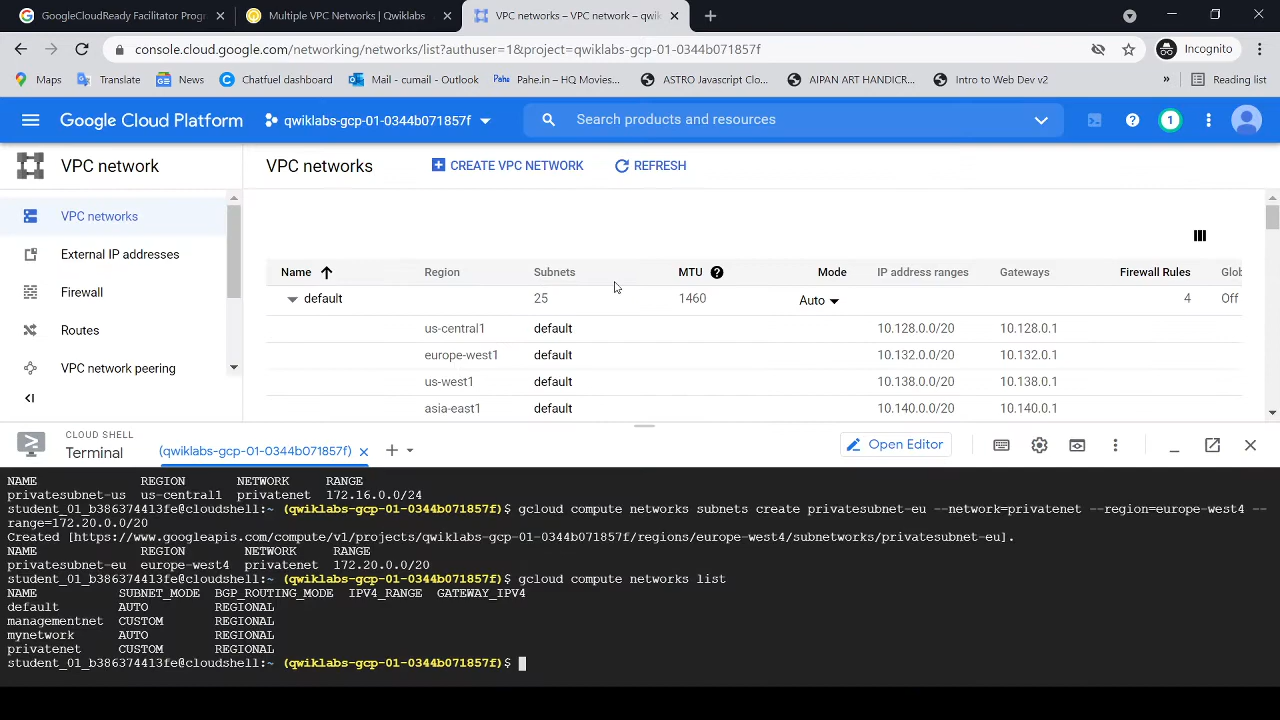 GoogleCloudReady Facilitator Progr
Multiple VPC Networks | Qwiklabs
VPC networks – VPC network – qwik
console.cloud.google.com/networking/networks/list?authuser=1&project=qwiklabs-gcp-01-0344b071857f
Incognito
Maps
Translate
News
Chatfuel dashboard
Mail - cumail - Outlook
Pahe.in – HQ Movies...
ASTRO Javascript Clo...
AIPAN ART HANDICR...
Intro to Web Dev v2
»
Reading list
Google Cloud Platform
qwiklabs-gcp-01-0344b071857f
Search products and resources
1
VPC network
VPC networks
CREATE VPC NETWORK
REFRESH
VPC networks
External IP addresses
Firewall
Routes
VPC network peering
Name Region Subnets MTU Mode IP address ranges Gateways Firewall Rules Glob
default 25 1460 Auto 4 Off
us-central1 default 10.128.0.0/20 10.128.0.1
europe-west1 default 10.132.0.0/20 10.132.0.1
us-west1 default 10.138.0.0/20 10.138.0.1
asia-east1 default 10.140.0.0/20 10.140.0.1
CLOUD SHELL
Terminal
(qwiklabs-gcp-01-0344b071857f)
Open Editor
NAME REGION NETWORK RANGE
privatesubnet-us us-central1 privatenet 172.16.0.0/24
student_01_b386374413fe@cloudshell:~ (qwiklabs-gcp-01-0344b071857f)$ gcloud compute networks subnets create privatesubnet-eu --network=privatenet --region=europe-west4 --
range=172.20.0.0/20
Created [https://www.googleapis.com/compute/v1/projects/qwiklabs-gcp-01-0344b071857f/regions/europe-west4/subnetworks/privatesubnet-eu].
NAME REGION NETWORK RANGE
privatesubnet-eu europe-west4 privatenet 172.20.0.0/20
student_01_b386374413fe@cloudshell:~ (qwiklabs-gcp-01-0344b071857f)$ gcloud compute networks list
NAME SUBNET_MODE BGP_ROUTING_MODE IPV4_RANGE GATEWAY_IPV4
default AUTO REGIONAL
managementnet CUSTOM REGIONAL
mynetwork AUTO REGIONAL
privatenet CUSTOM REGIONAL
student_01_b386374413fe@cloudshell:~ (qwiklabs-gcp-01-0344b071857f)$